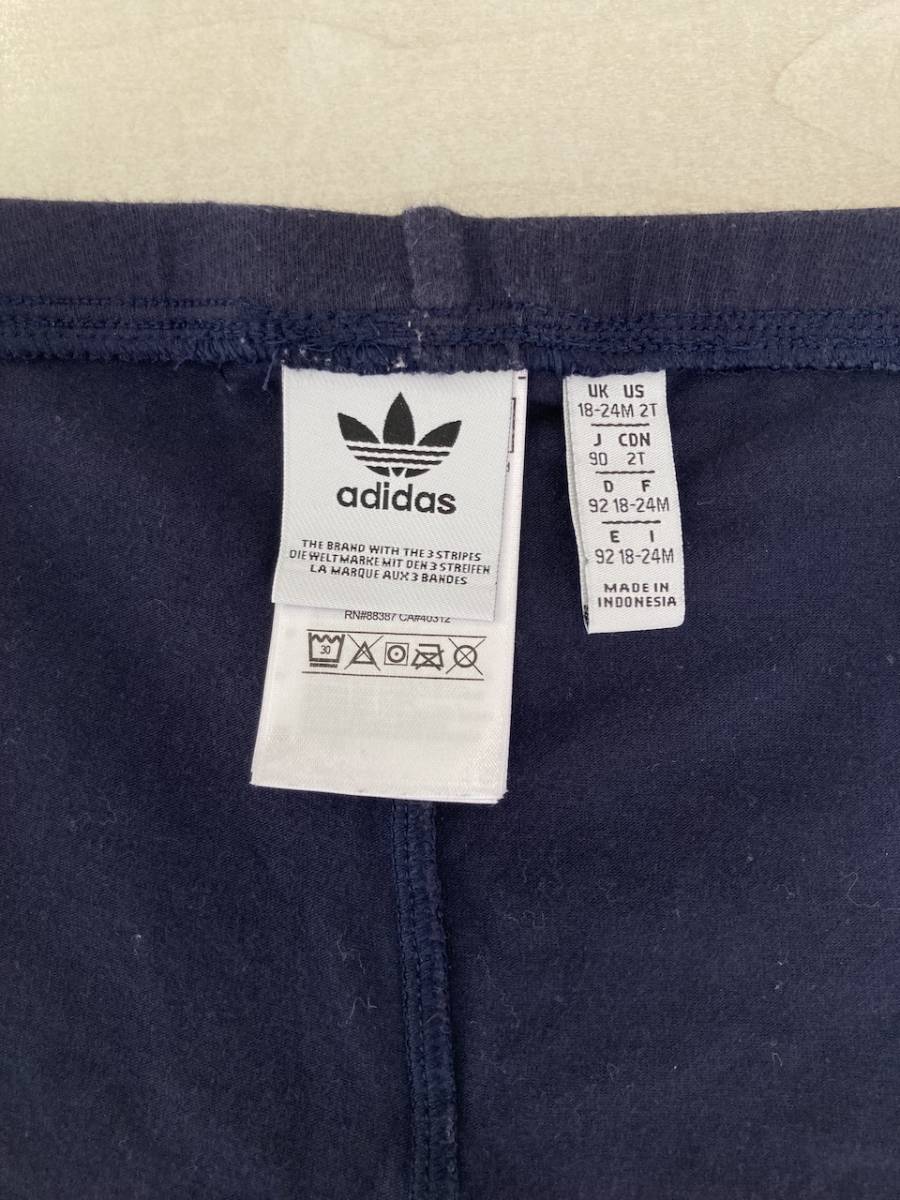 adidas
THE BRAND WITH THE 3 STRIPES
DIE WELTMARKE MIT DEN 3 STREIFEN
LA MARQUE AUX 3 BANDES
RN#88387 CA#40312
30
UK US
18-24M 2T
J CDN
90 2T
D F
92 18-24M
E I
92 18-24M
MADE IN
INDONESIA